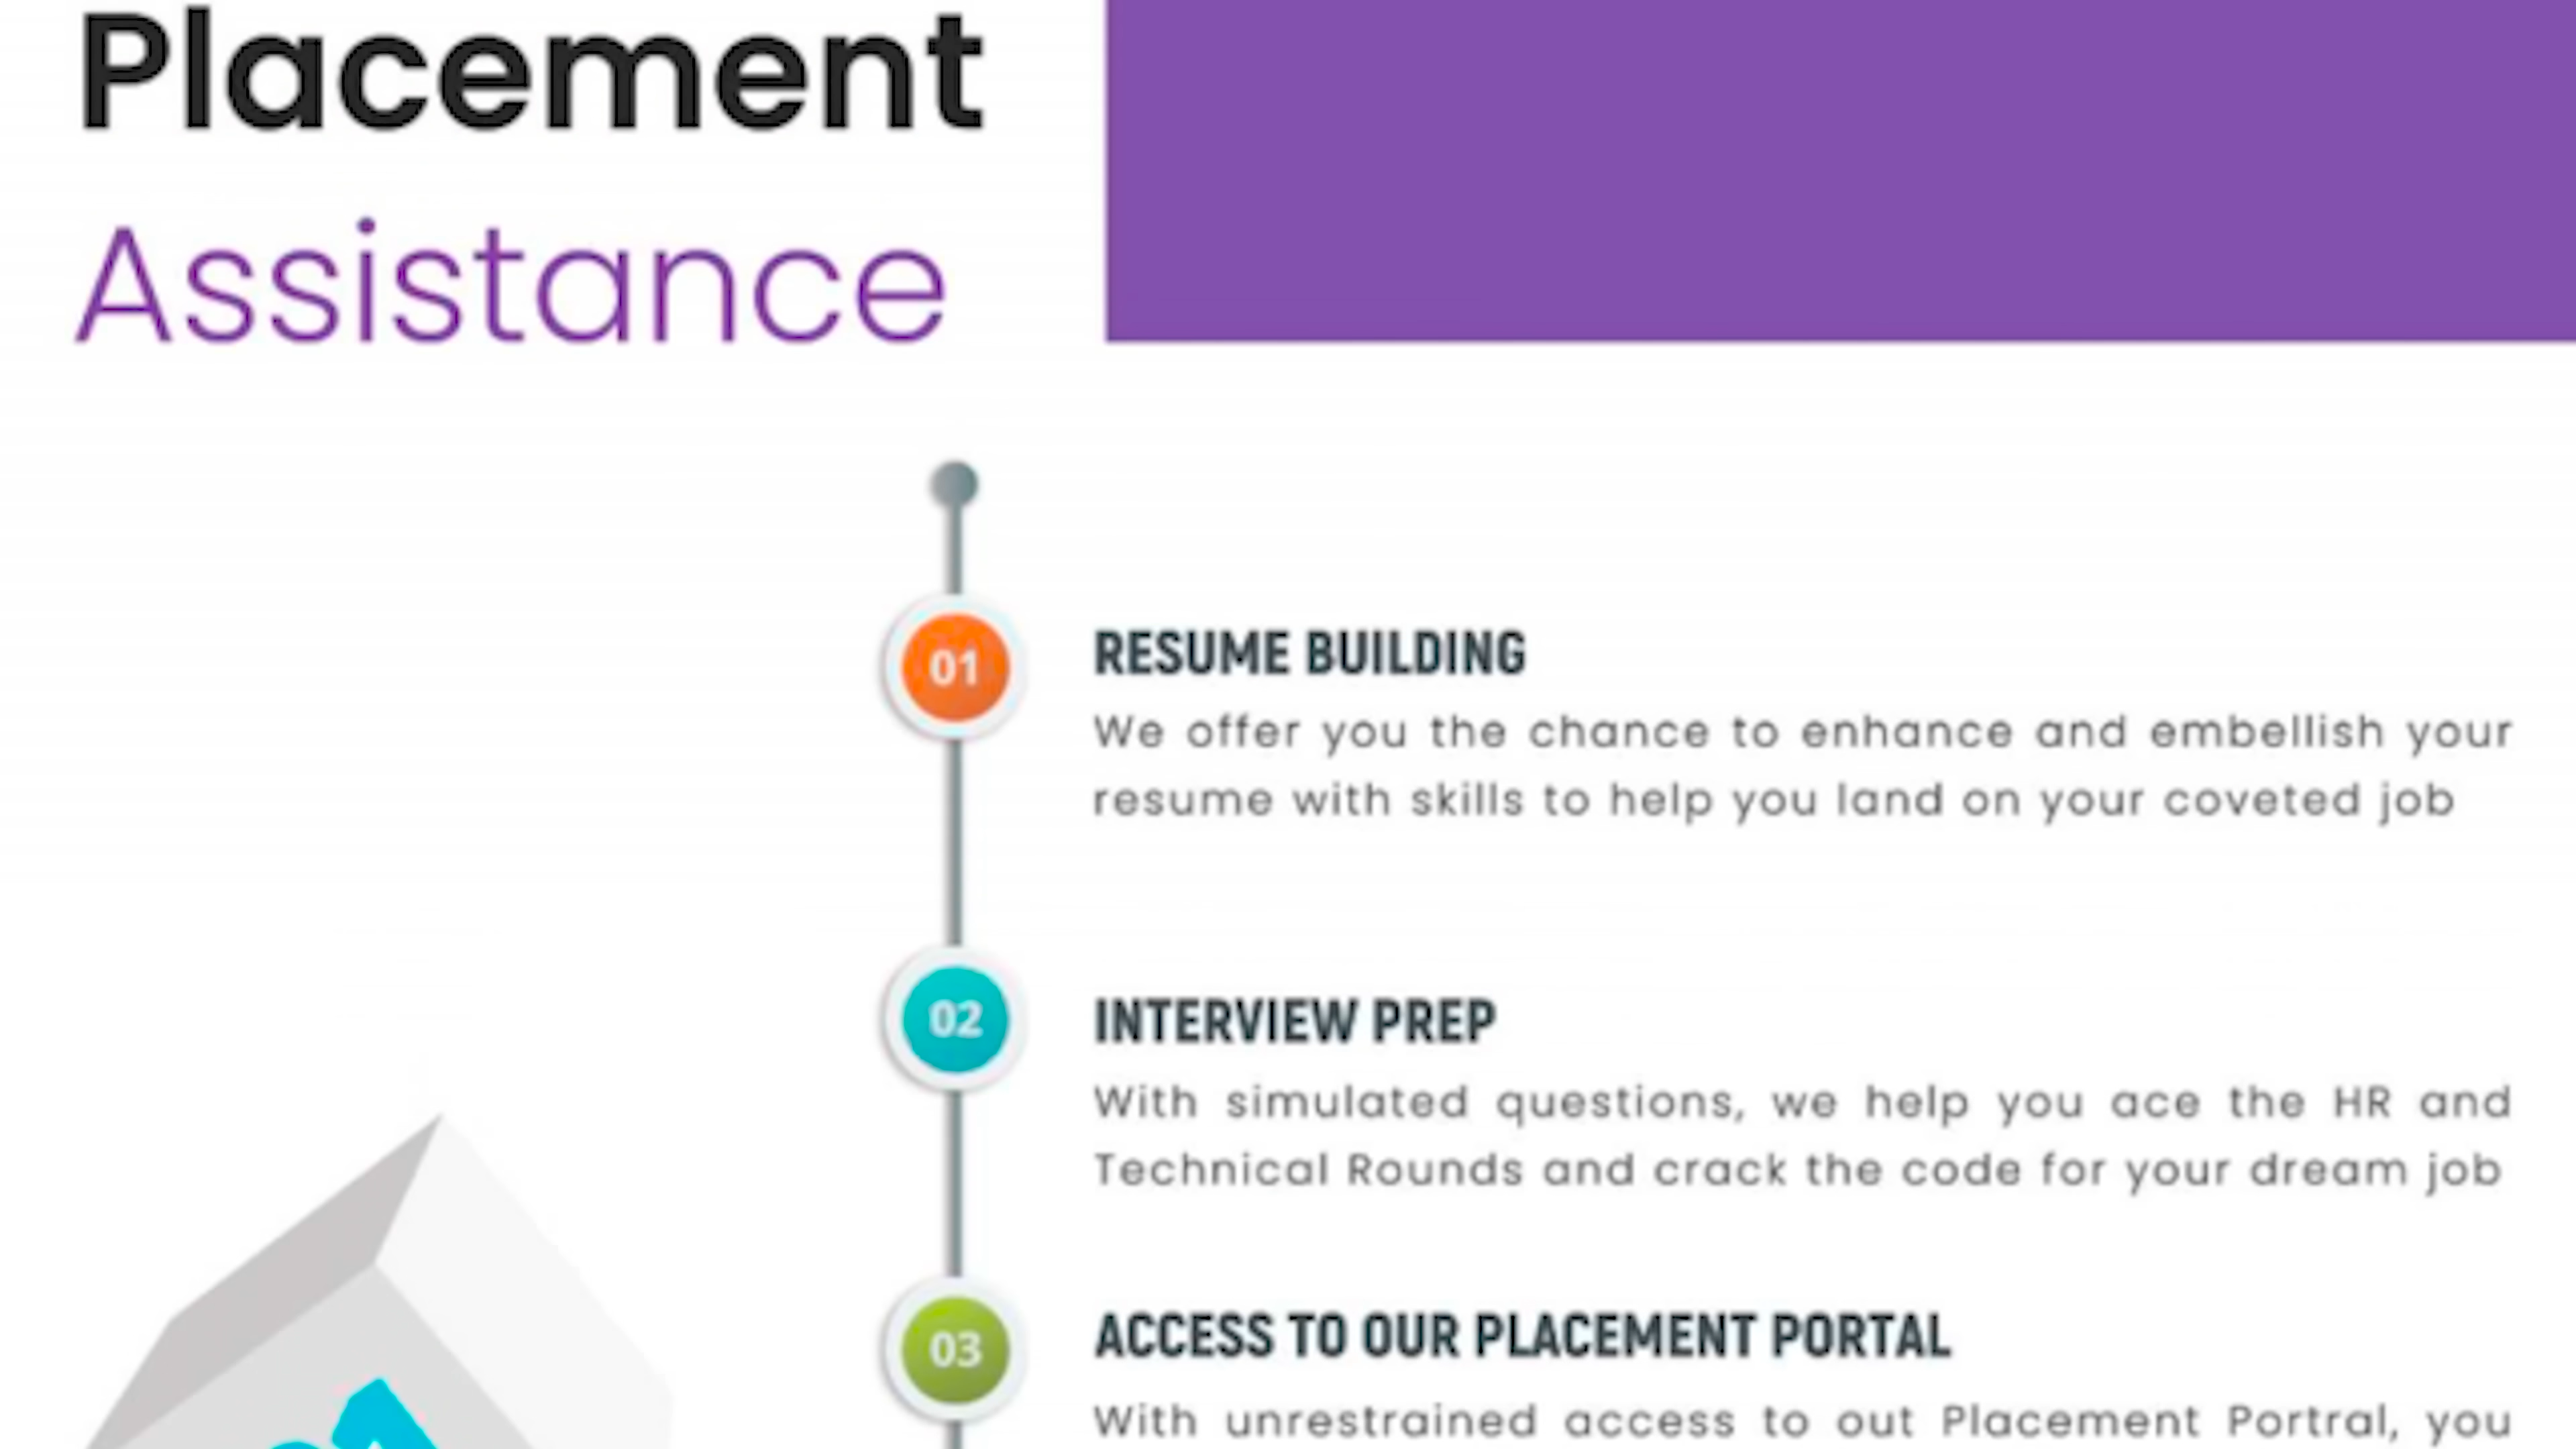 Placement
Assistance
01
RESUME BUILDING
We offer you the chance to enhance and embellish your
resume with skills to help you land on your coveted job
02
INTERVIEW PREP
With simulated questions, we help you ace the HR and
Technical Rounds and crack the code for your dream job
03
ACCESS TO OUR PLACEMENT PORTAL
With unrestrained access to out Placement Portral, you